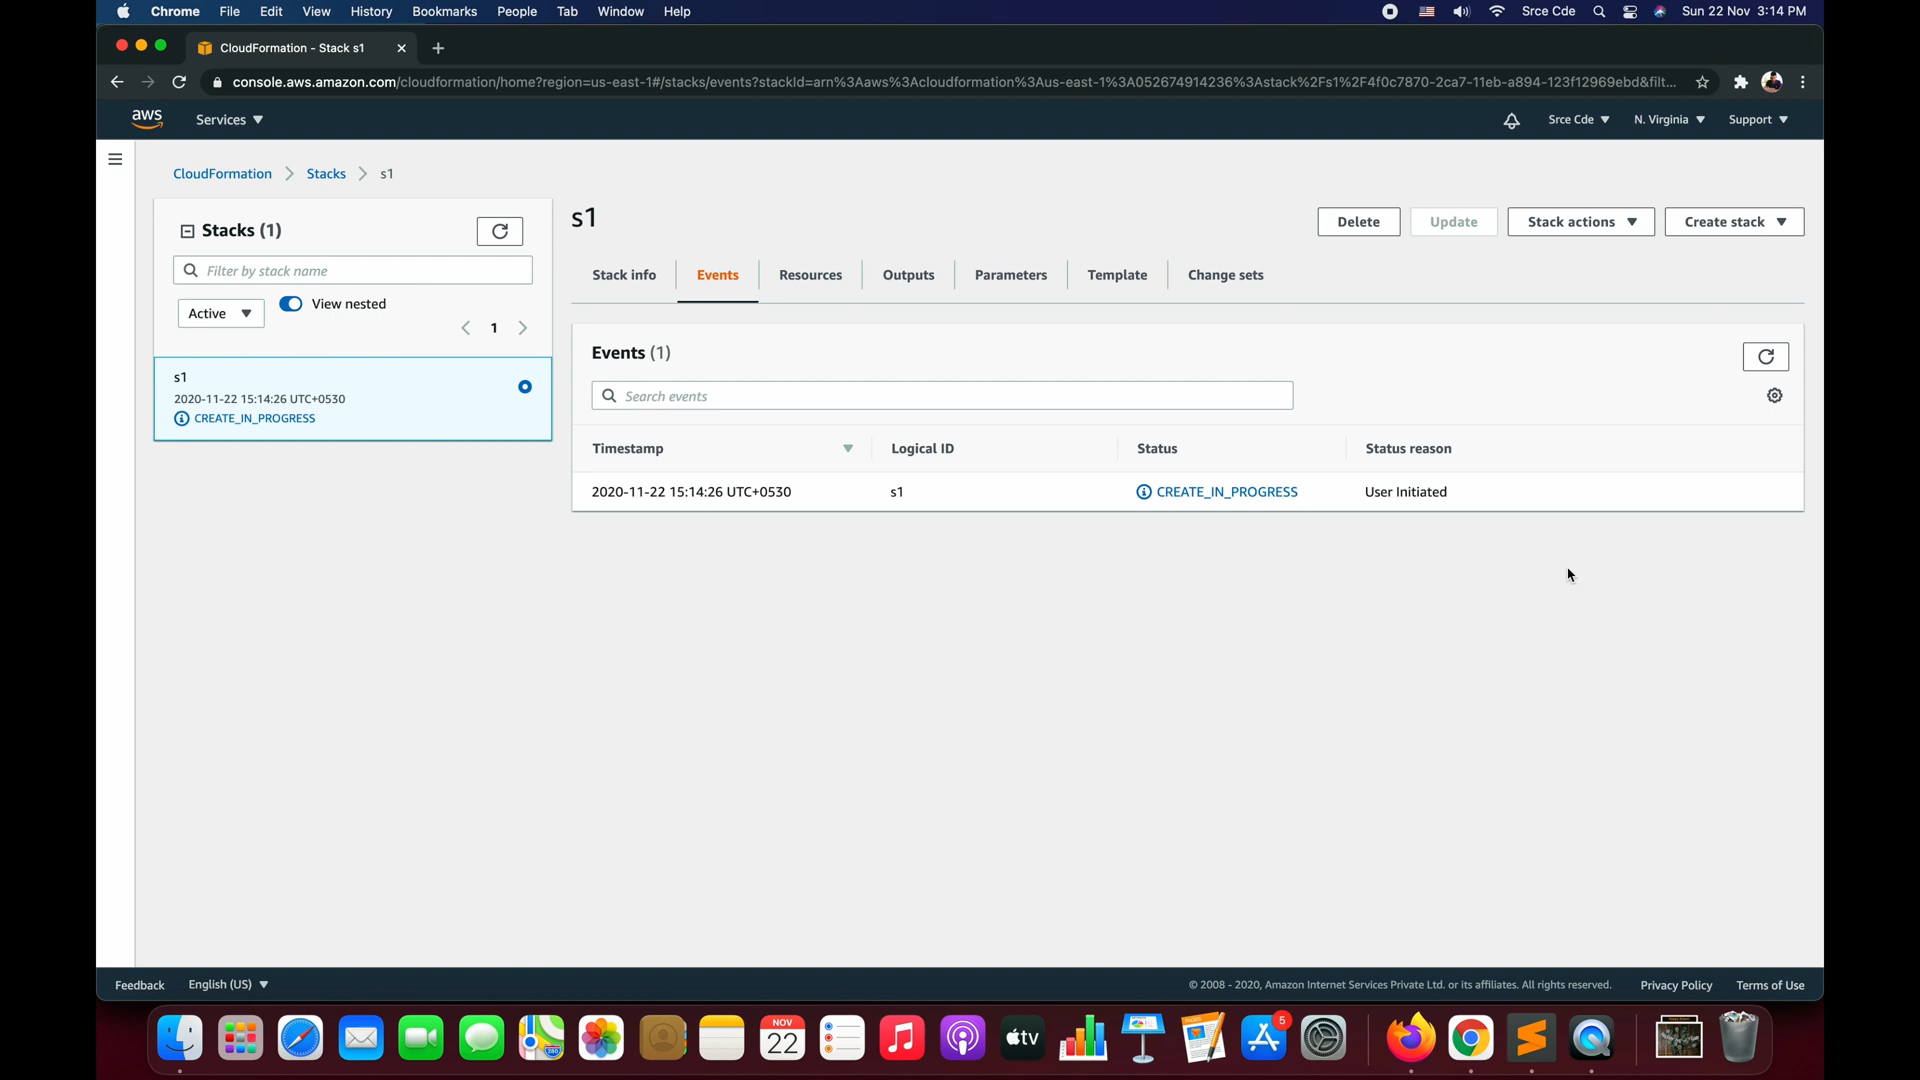 Chrome File Edit View History Bookmarks People Tab Window Help Srce Cde Sun 22 Nov 3:14 PM
CloudFormation - Stack s1
console.aws.amazon.com/cloudformation/home?region=us-east-1#/stacks/events?stackId=arn%3Aaws%3Acloudformation%3Aus-east-1%3A052674914236%3Astack%2Fs1%2F4f0c7870-2ca7-11eb-a894-123f12969ebd&filt...
aws Services Srce Cde N. Virginia Support
CloudFormation Stacks s1
Stacks (1)
Filter by stack name
Active View nested
1
s1
2020-11-22 15:14:26 UTC+0530
CREATE_IN_PROGRESS
s1
Delete Update Stack actions Create stack
Stack info Events Resources Outputs Parameters Template Change sets
Events (1)
Search events
Timestamp Logical ID Status Status reason
2020-11-22 15:14:26 UTC+0530 s1 CREATE_IN_PROGRESS User Initiated
Feedback English (US) © 2008 - 2020, Amazon Internet Services Private Ltd. or its affiliates. All rights reserved. Privacy Policy Terms of Use
NOV
22
tv
5
280